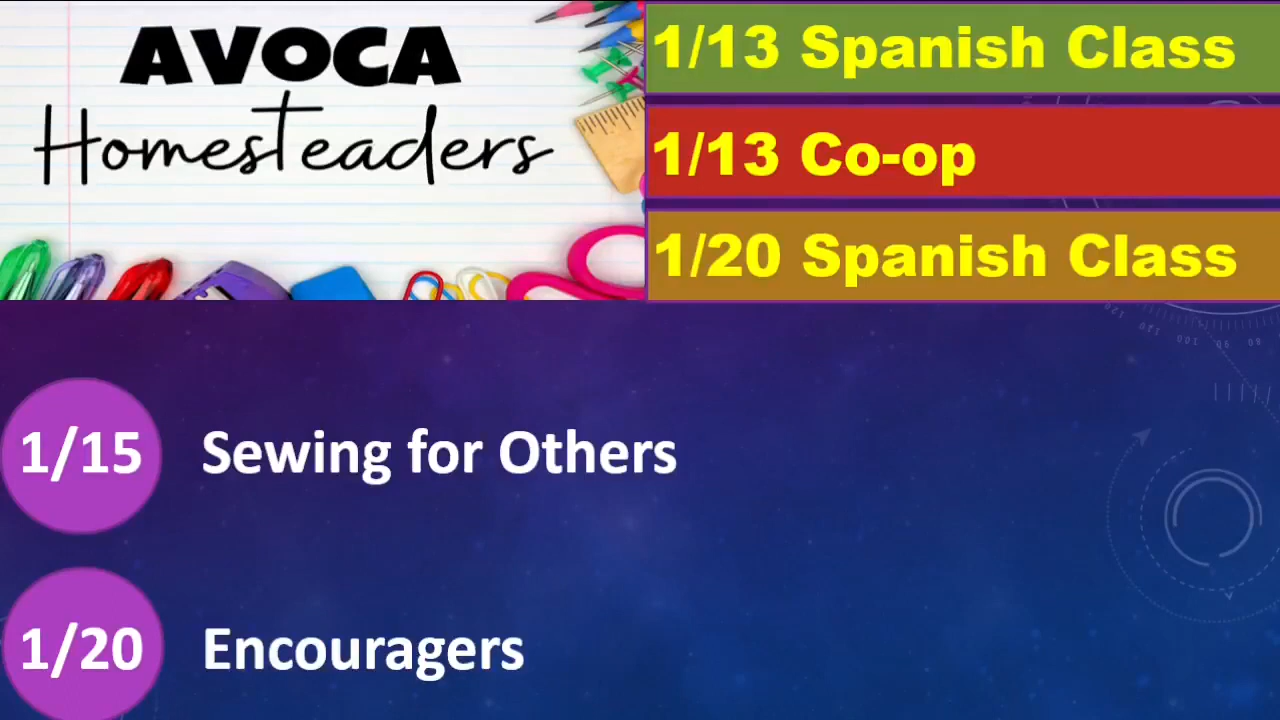 AVOCA
Homesteaders
1/13 Spanish Class
1/13 Co-op
1/20 Spanish Class
1/15 Sewing for Others
1/20 Encouragers